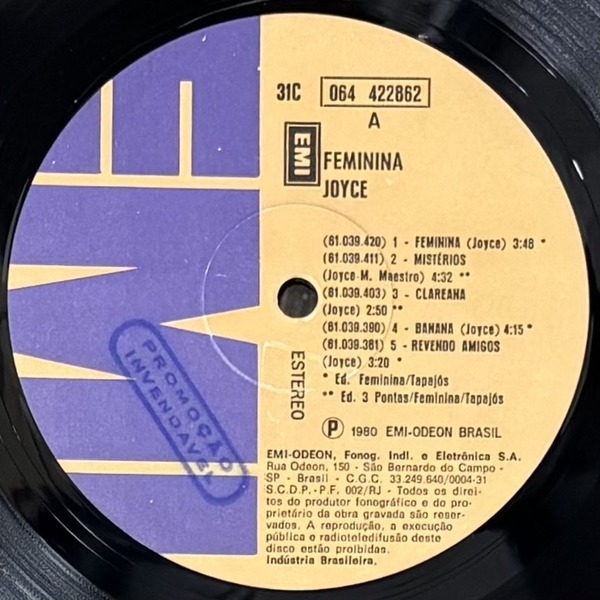 31C 064 422862
A
EMI
FEMININA
JOYCE
(61.039.420) 1 - FEMININA (Joyce) 3:48 *
(61.039.411) 2 - MISTÉRIOS
(Joyce-M. Maestro) 4:32 **
(61.039.403) 3 - CLAREANA
(Joyce) 2:50 **
(61.039.390) 4 - BANANA (Joyce) 4:15 *
(61.039.381) 5 - REVENDO AMIGOS
(Joyce) 3:20 *
* Ed. Feminina/Tapajós
** Ed. 3 Pontas/Feminina/Tapajós
ESTEREO
Ⓟ 1980 EMI-ODEON BRASIL
EMI-ODEON, Fonog. Indl. e Eletrônica S.A.
Rua Odeon, 150 - São Bernardo do Campo -
SP - Brasil - C.G.C. 33.249.640/0004-31
S.C.D.P.-P.F. 002/RJ - Todos os direi-
tos do produtor fonográfico e do pro-
prietário da obra gravada são reser-
vados. A reprodução, a execução
pública e radioteledifusão deste
disco estão proibidas.
Indústria Brasileira.
PROMOÇÃO
INVENDÁVEL
EMI